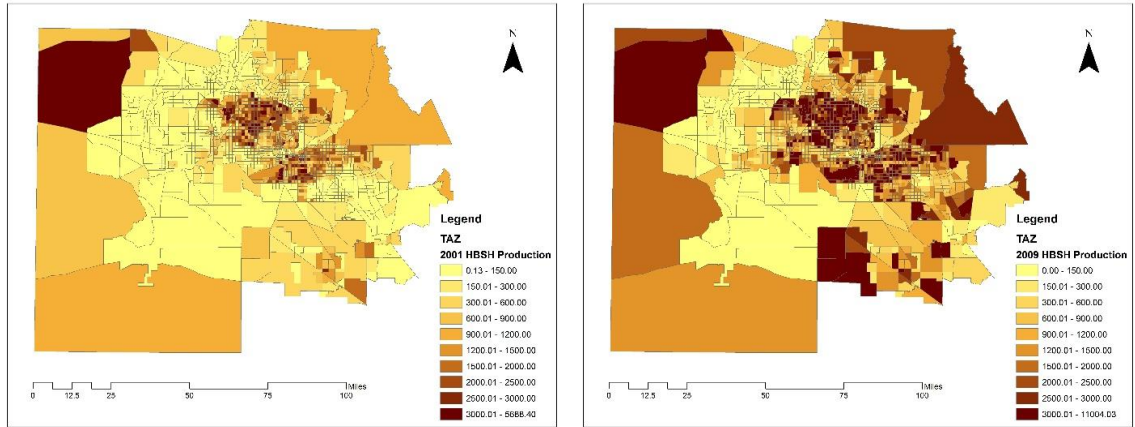 N
Legend
TAZ
2001 HBSH Production
0.13 - 150.00
150.01 - 300.00
300.01 - 600.00
600.01 - 900.00
900.01 - 1200.00
1200.01 - 1500.00
1500.01 - 2000.00
2000.01 - 2500.00
2500.01 - 3000.00
3000.01 - 5688.40
Miles
0 12.5 25 50 75 100
N
Legend
TAZ
2009 HBSH Production
0.00 - 150.00
150.01 - 300.00
300.01 - 600.00
600.01 - 900.00
900.01 - 1200.00
1200.01 - 1500.00
1500.01 - 2000.00
2000.01 - 2500.00
2500.01 - 3000.00
3000.01 - 11004.03
Miles
0 12.5 25 50 75 100